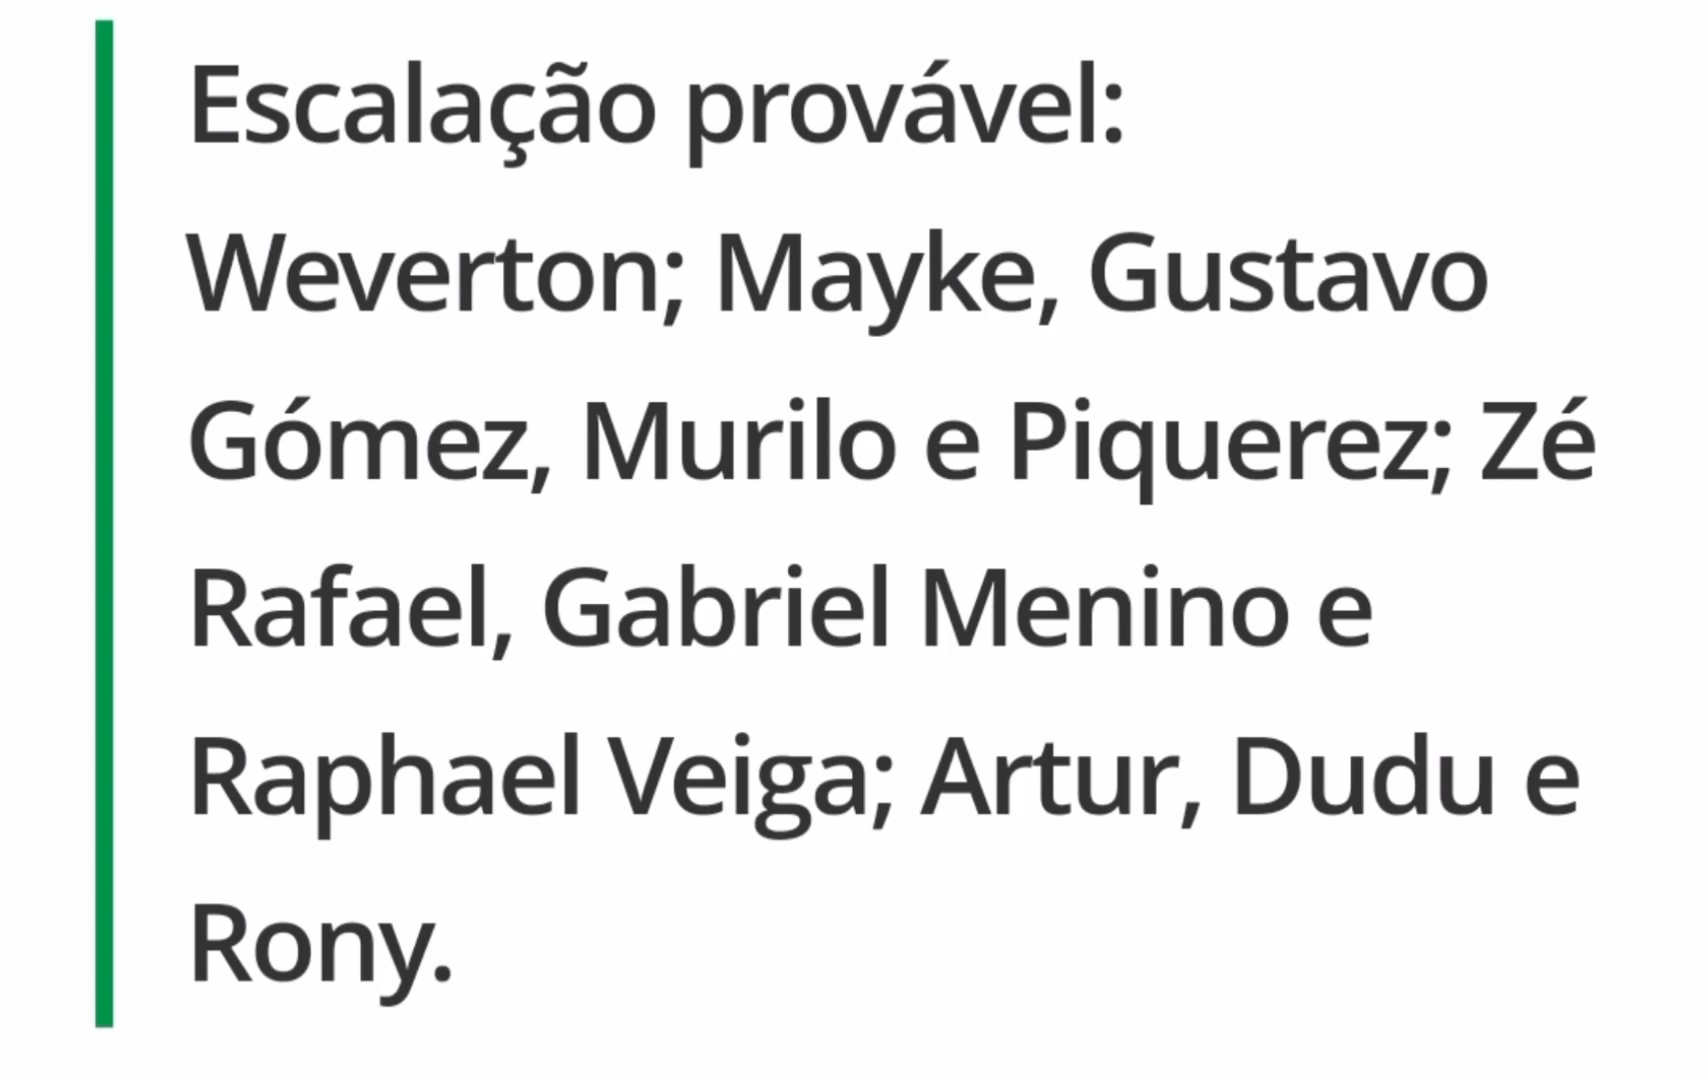 Escalação provável:
Weverton; Mayke, Gustavo
Gómez, Murilo e Piquerez; Zé
Rafael, Gabriel Menino e
Raphael Veiga; Artur, Dudu e
Rony.